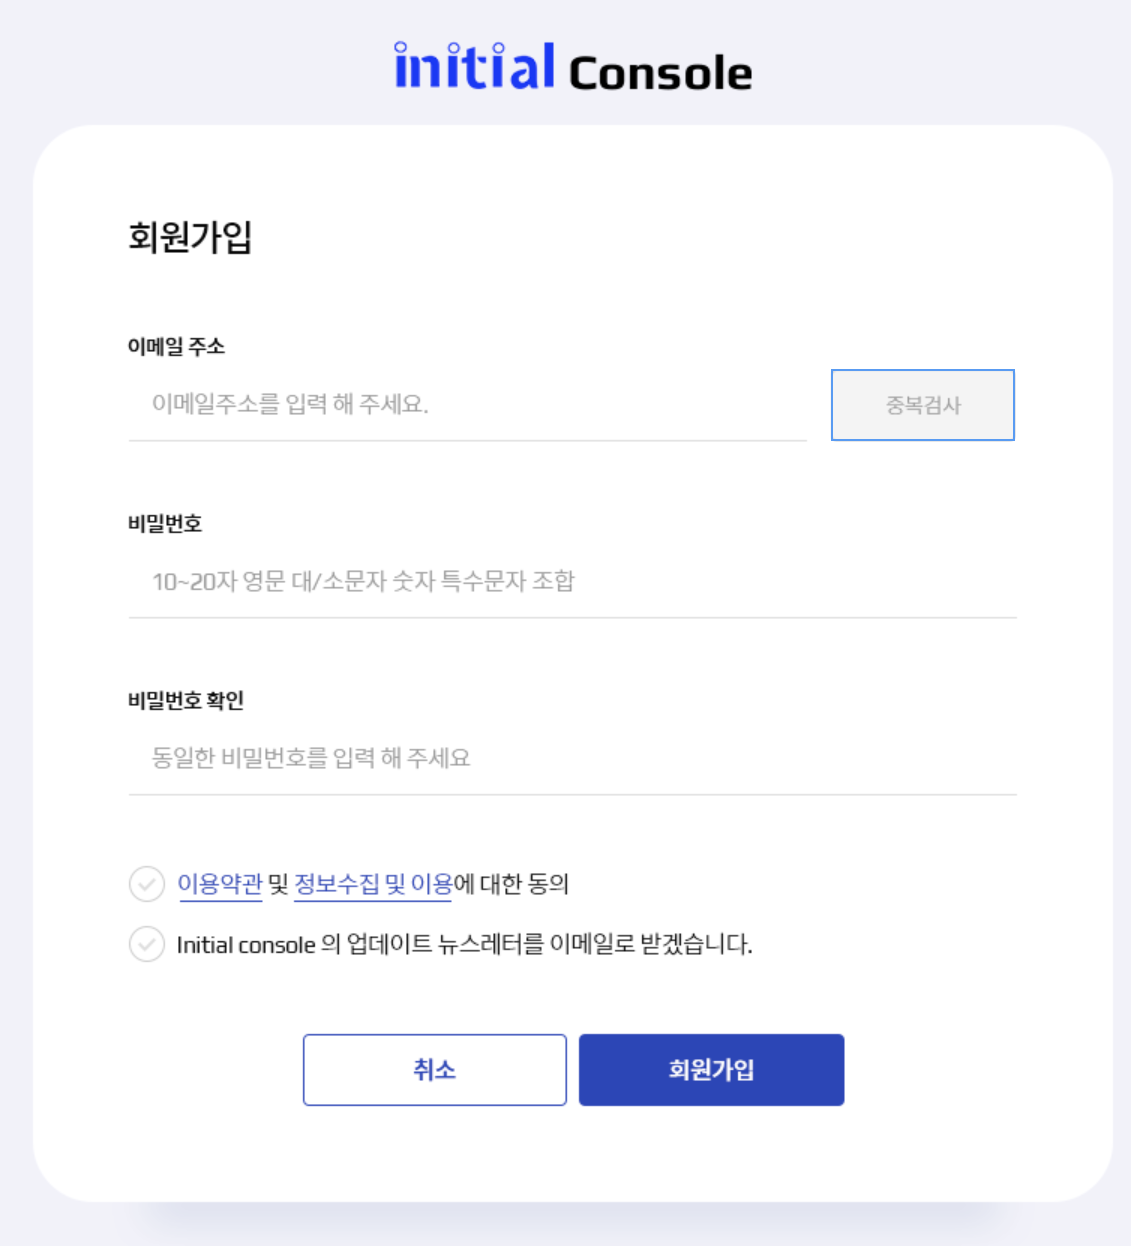 initial Console
회원가입
이메일 주소
이메일주소를 입력 해 주세요.
중복검사
비밀번호
10~20자 영문 대/소문자 숫자 특수문자 조합
비밀번호 확인
동일한 비밀번호를 입력 해 주세요
이용약관 및 정보수집 및 이용에 대한 동의
Initial console 의 업데이트 뉴스레터를 이메일로 받겠습니다.
취소
회원가입